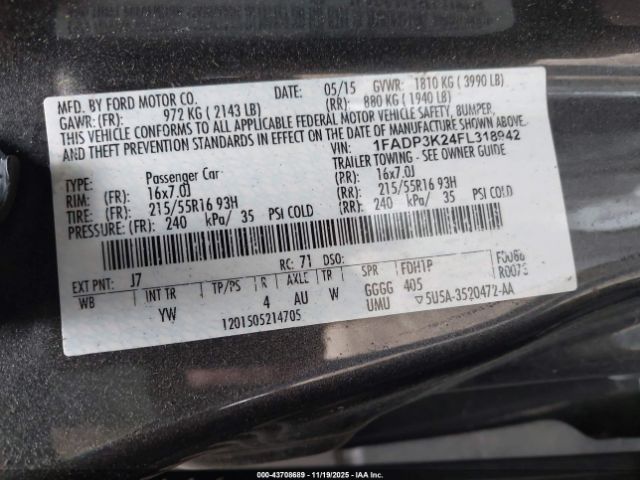 MFD. BY FORD MOTOR CO. DATE: 05/15 GVWR: 1810 KG (3990 LB)
GAWR: (FR): 972 KG (2143 LB) (RR): 880 KG (1940 LB)
THIS VEHICLE CONFORMS TO ALL APPLICABLE FEDERAL MOTOR VEHICLE SAFETY, BUMPER,
AND THEFT PREVENTION STANDARDS IN EFFECT ON THE DATE OF MANUFACTURE SHOWN ABOVE.
VIN: 1FADP3K24FL318942
TYPE: Passenger Car TRAILER TOWING - SEE OWNER GUIDE
RIM: (FR): 16x7.0J (RR): 16x7.0J
TIRE: (FR): 215/55R16 93H (RR): 215/55R16 93H
PRESSURE: (FR): 240 kPa/ 35 PSI COLD (RR): 240 kPa/ 35 PSI COLD
EXT PNT: J7 RC: 71 DSO: FDH1P
WB INT TR TP/PS R AXLE TR SPR
YW 4 AU W GGGG 405
UMU
1201505214705 5U5A-3520472-AA
IAAI: 000-43708689 | 11/19/2025 - IAA, Inc.